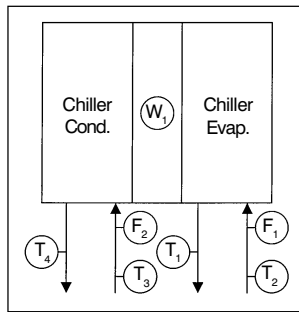 Chiller
Cond.
W₁
Chiller
Evap.
F₂
F₁
T₄
T₁
T₃
T₂